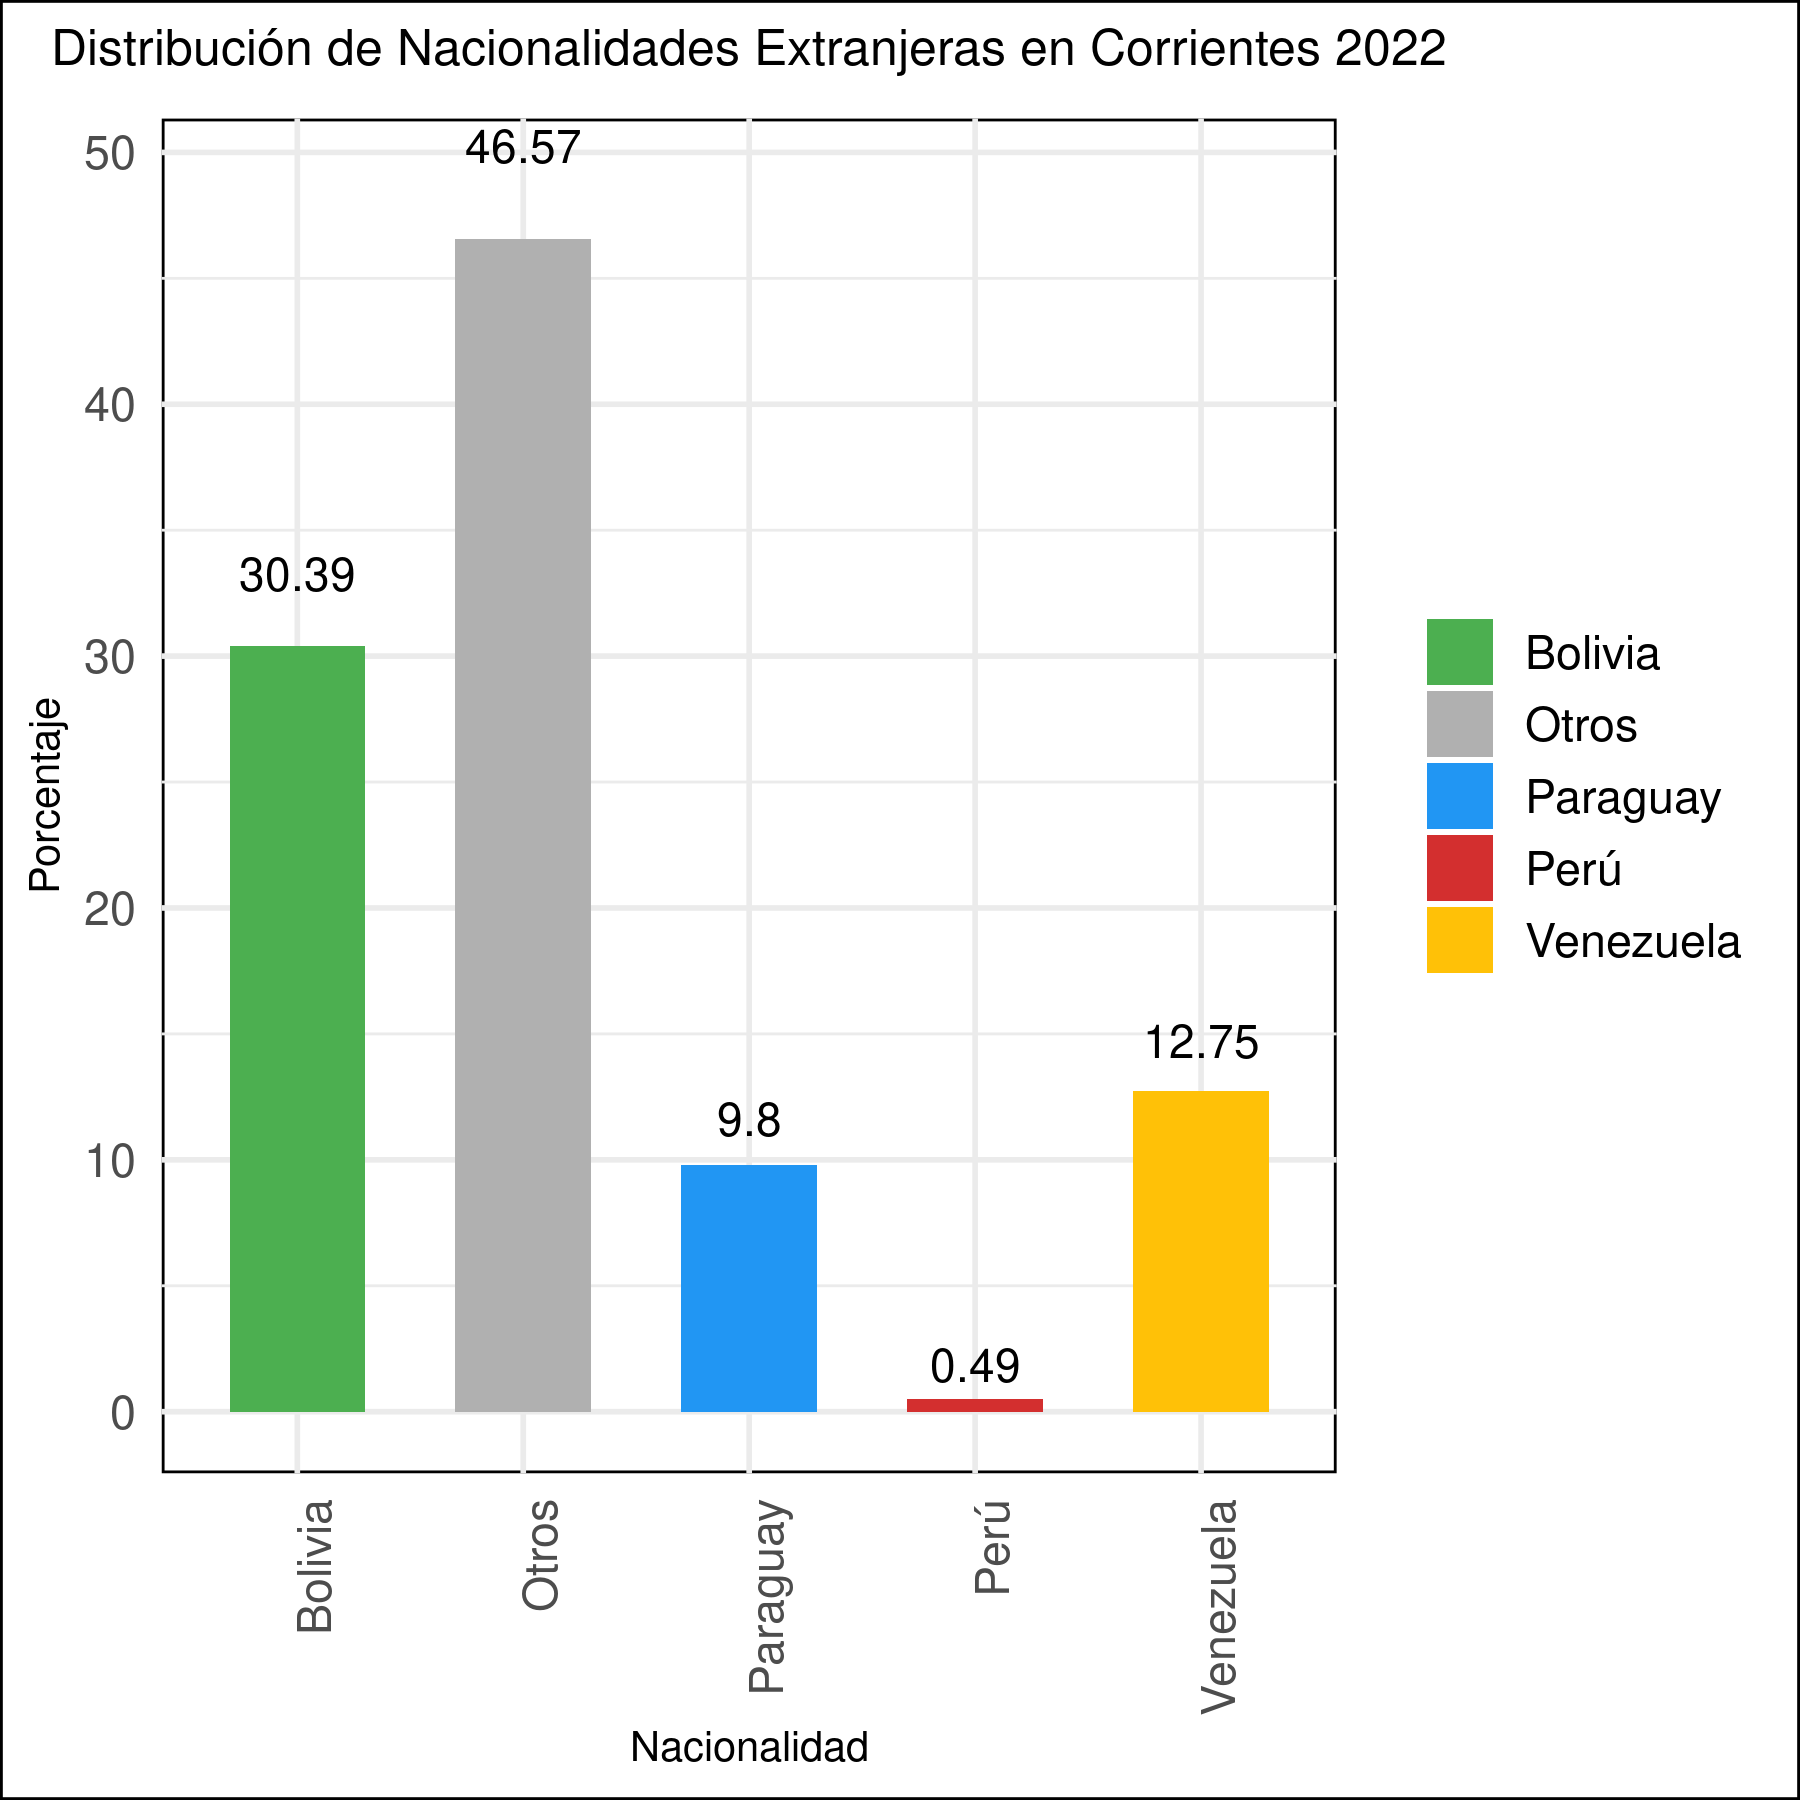 Distribución de Nacionalidades Extranjeras en Corrientes 2022
50
40
30
20
10
0
Porcentaje
30.39
46.57
9.8
0.49
12.75
Bolivia
Otros
Paraguay
Perú
Venezuela
Nacionalidad
Bolivia
Otros
Paraguay
Perú
Venezuela